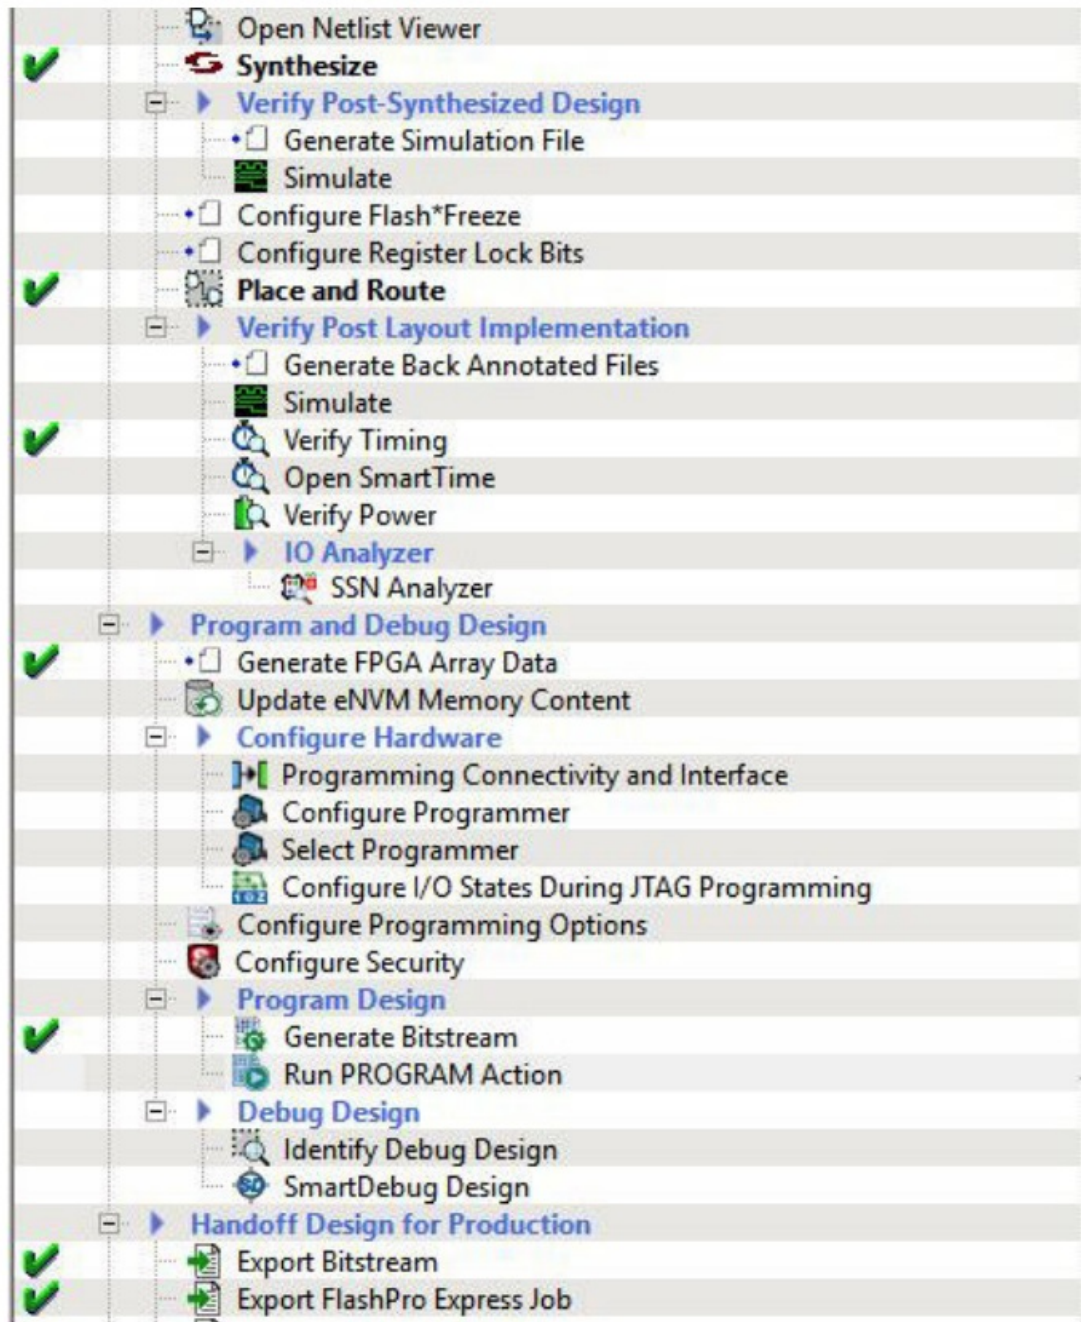 Open Netlist Viewer
Synthesize
Verify Post-Synthesized Design
Generate Simulation File
Simulate
Configure Flash*Freeze
Configure Register Lock Bits
Place and Route
Verify Post Layout Implementation
Generate Back Annotated Files
Simulate
Verify Timing
Open SmartTime
Verify Power
IO Analyzer
SSN Analyzer
Program and Debug Design
Generate FPGA Array Data
Update eNVM Memory Content
Configure Hardware
Programming Connectivity and Interface
Configure Programmer
Select Programmer
Configure I/O States During JTAG Programming
Configure Programming Options
Configure Security
Program Design
Generate Bitstream
Run PROGRAM Action
Debug Design
Identify Debug Design
SmartDebug Design
Handoff Design for Production
Export Bitstream
Export FlashPro Express Job